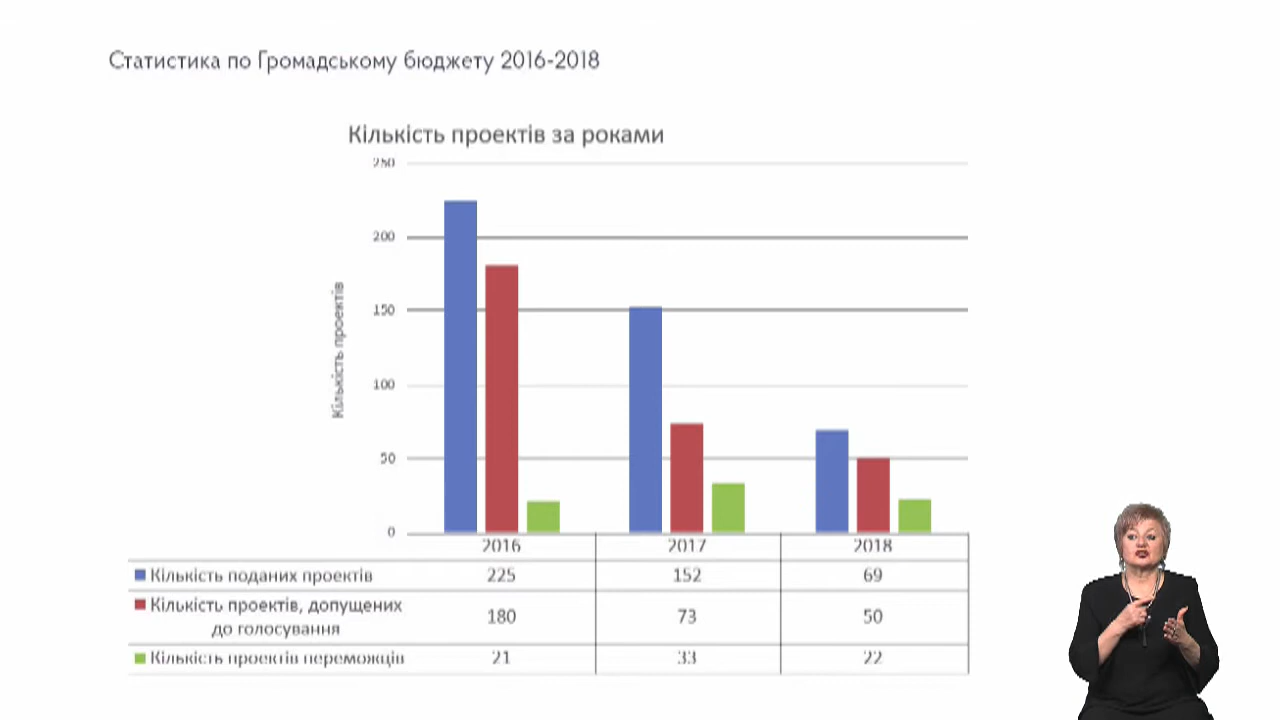 Статистика по Громадському бюджету 2016-2018
Кількість проектів за роками
250
200
150
100
50
0
Кількість проектів
2016 2017 2018
Кількість поданих проектів 225 152 69
Кількість проектів, допущених
до голосування 180 73 50
Кількість проектів переможців 21 33 22